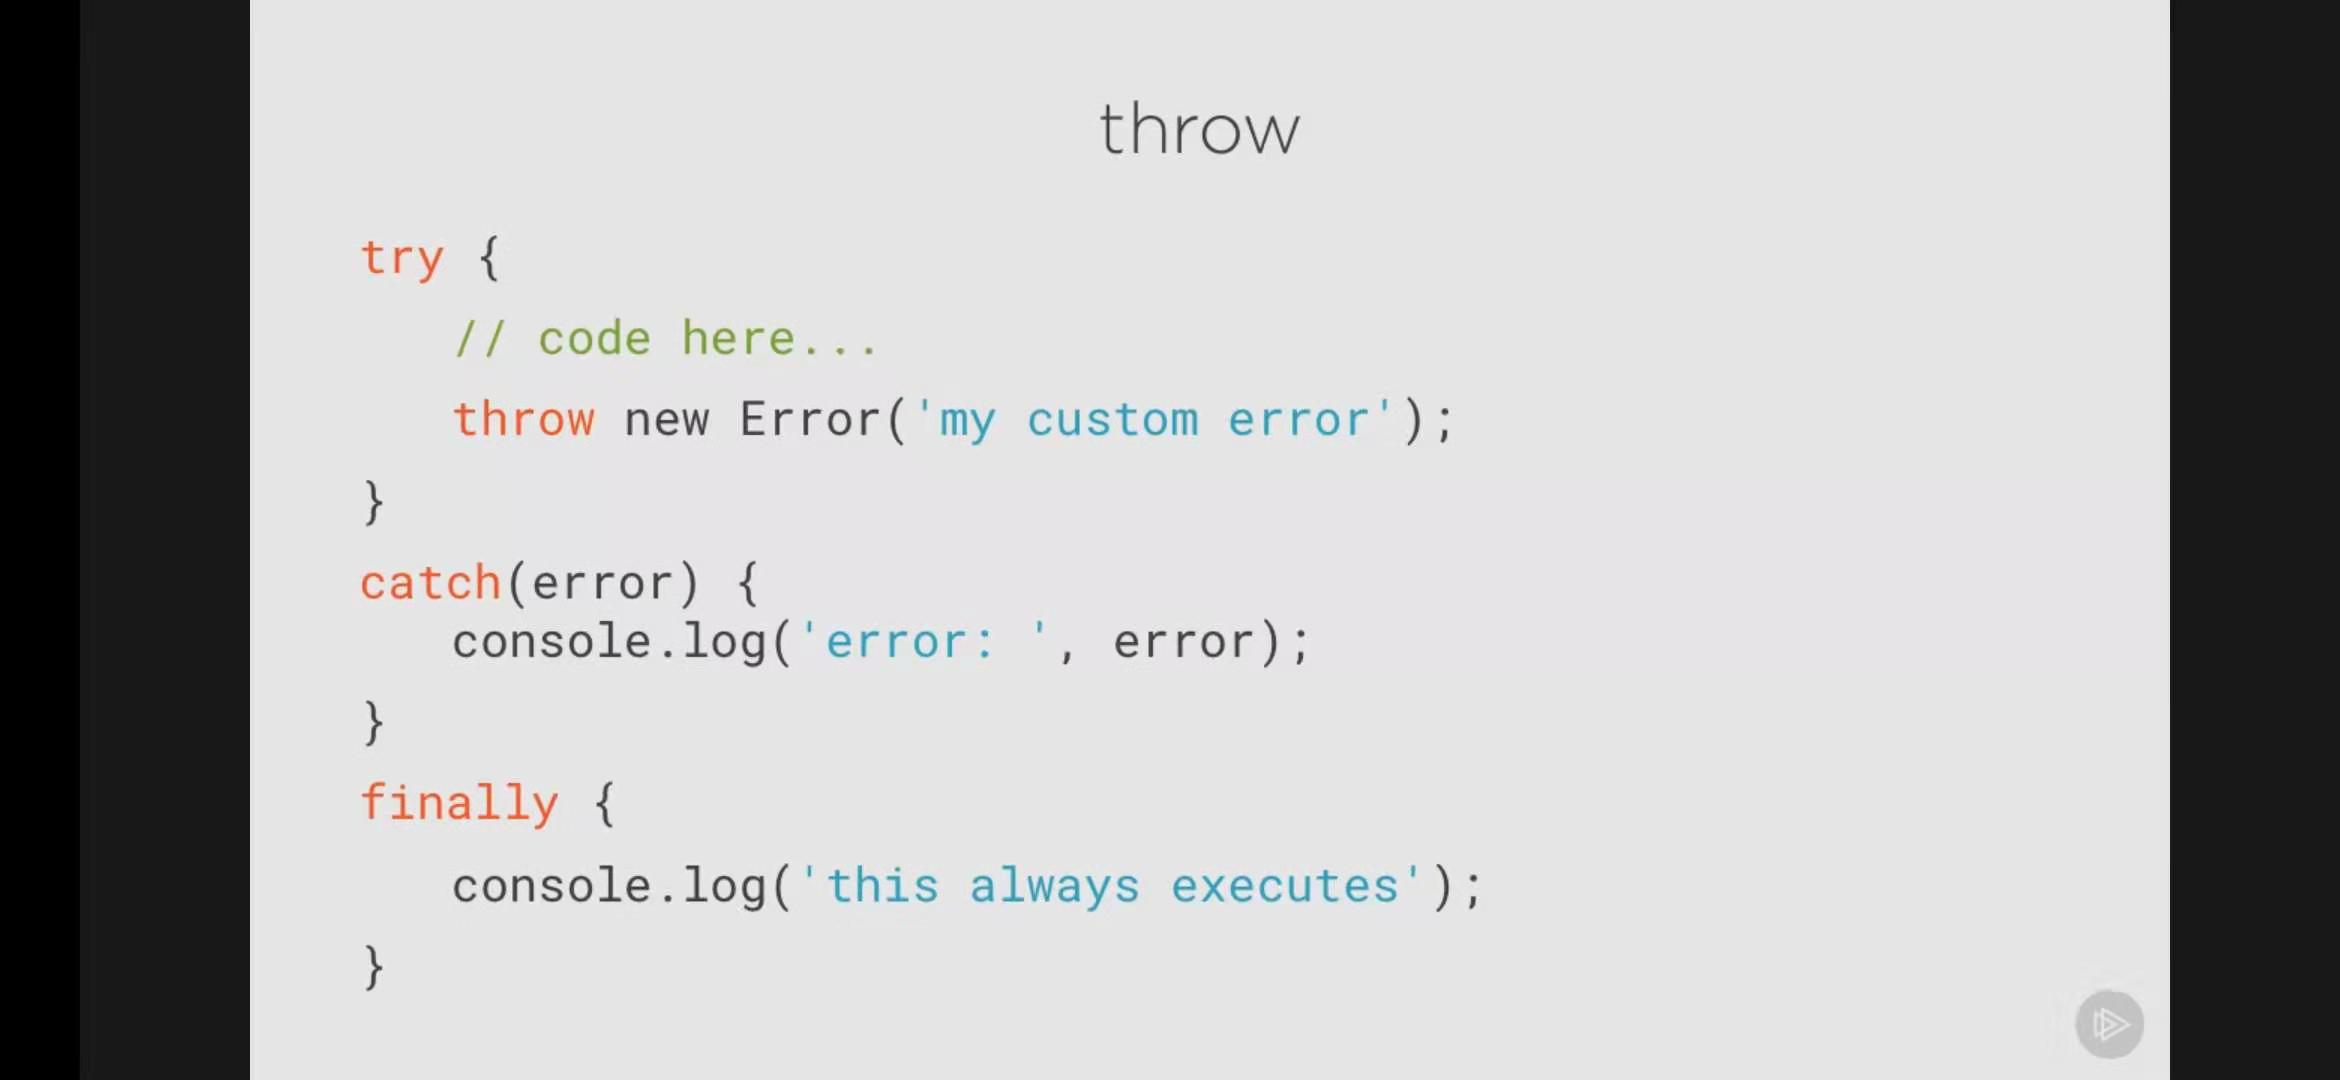 throw
try {
// code here...
throw new Error('my custom error');
}
catch(error) {
console.log('error: ', error);
}
finally {
console.log('this always executes');
}